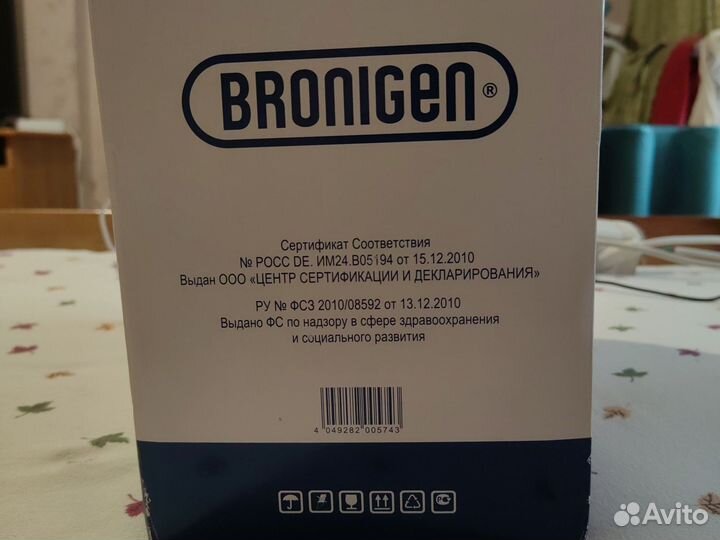 BRONIGEN®
Сертификат Соответствия
№ РОСС DE. ИМ24.В05194 от 15.12.2010
Выдан ООО «ЦЕНТР СЕРТИФИКАЦИИ И ДЕКЛАРИРОВАНИЯ»
РУ № ФСЗ 2010/08592 от 13.12.2010
Выдано ФС по надзору в сфере здравоохранения
и социального развития
4 049282 005743
Avito